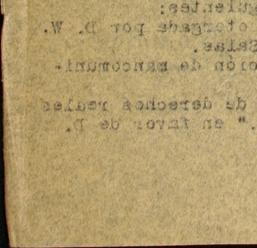 guientes:
otorgada por D. W.
Salas.
ción de mancomuni-
de derechos reales
." en favor de D.